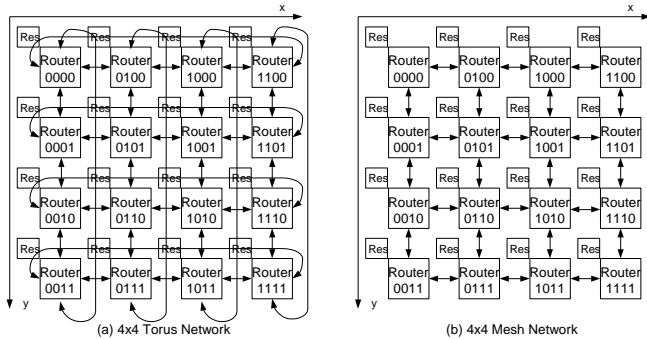 x
Res Res Res Res
Router 0000 Router 0100 Router 1000 Router 1100
Res Res Res Res
Router 0001 Router 0101 Router 1001 Router 1101
Res Res Res Res
Router 0010 Router 0110 Router 1010 Router 1110
Res Res Res Res
Router 0011 Router 0111 Router 1011 Router 1111
y
(a) 4x4 Torus Network
x
Res Res Res Res
Router 0000 Router 0100 Router 1000 Router 1100
Res Res Res Res
Router 0001 Router 0101 Router 1001 Router 1101
Res Res Res Res
Router 0010 Router 0110 Router 1010 Router 1110
Res Res Res Res
Router 0011 Router 0111 Router 1011 Router 1111
y
(b) 4x4 Mesh Network